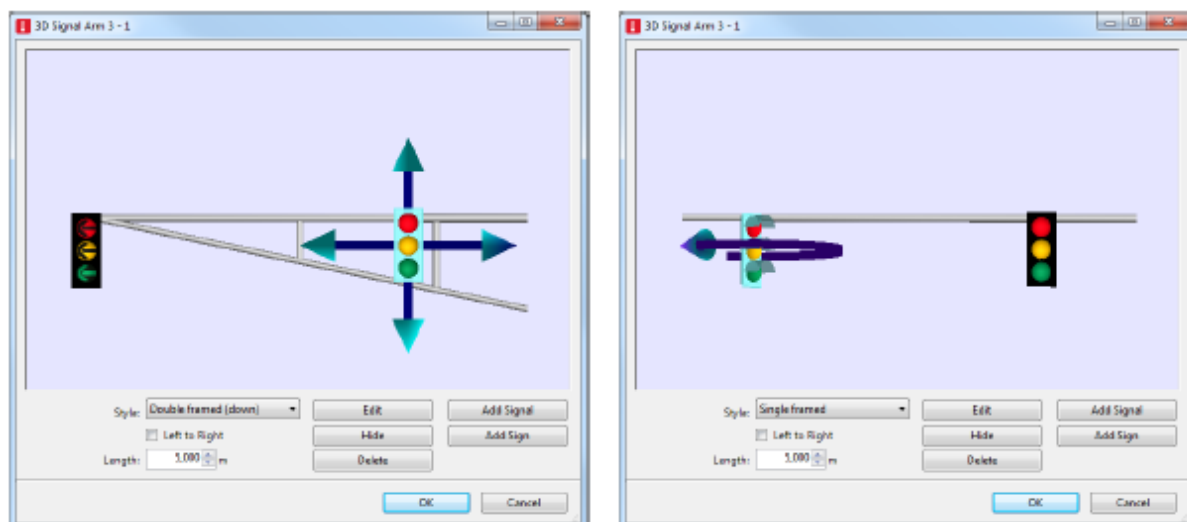 3D Signal Arm 3 - 1
Style: Double framed (down) Edit Add Signal
Left to Right Hide Add Sign
Length: 5.000 m Delete
OK Cancel
3D Signal Arm 3 - 1
Style: Single framed Edit Add Signal
Left to Right Hide Add Sign
Length: 5.000 m Delete
OK Cancel